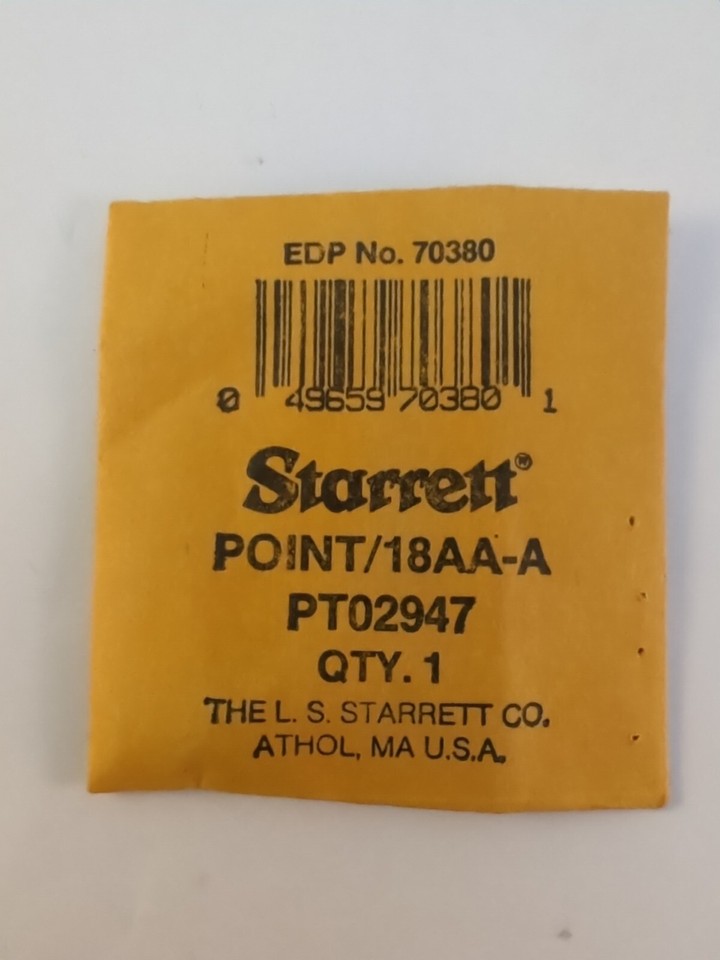 EDP No. 70380
0 49659 70380 1
Starrett®
POINT/18AA-A
PT02947
QTY. 1
THE L. S. STARRETT CO.
ATHOL, MA U.S.A.